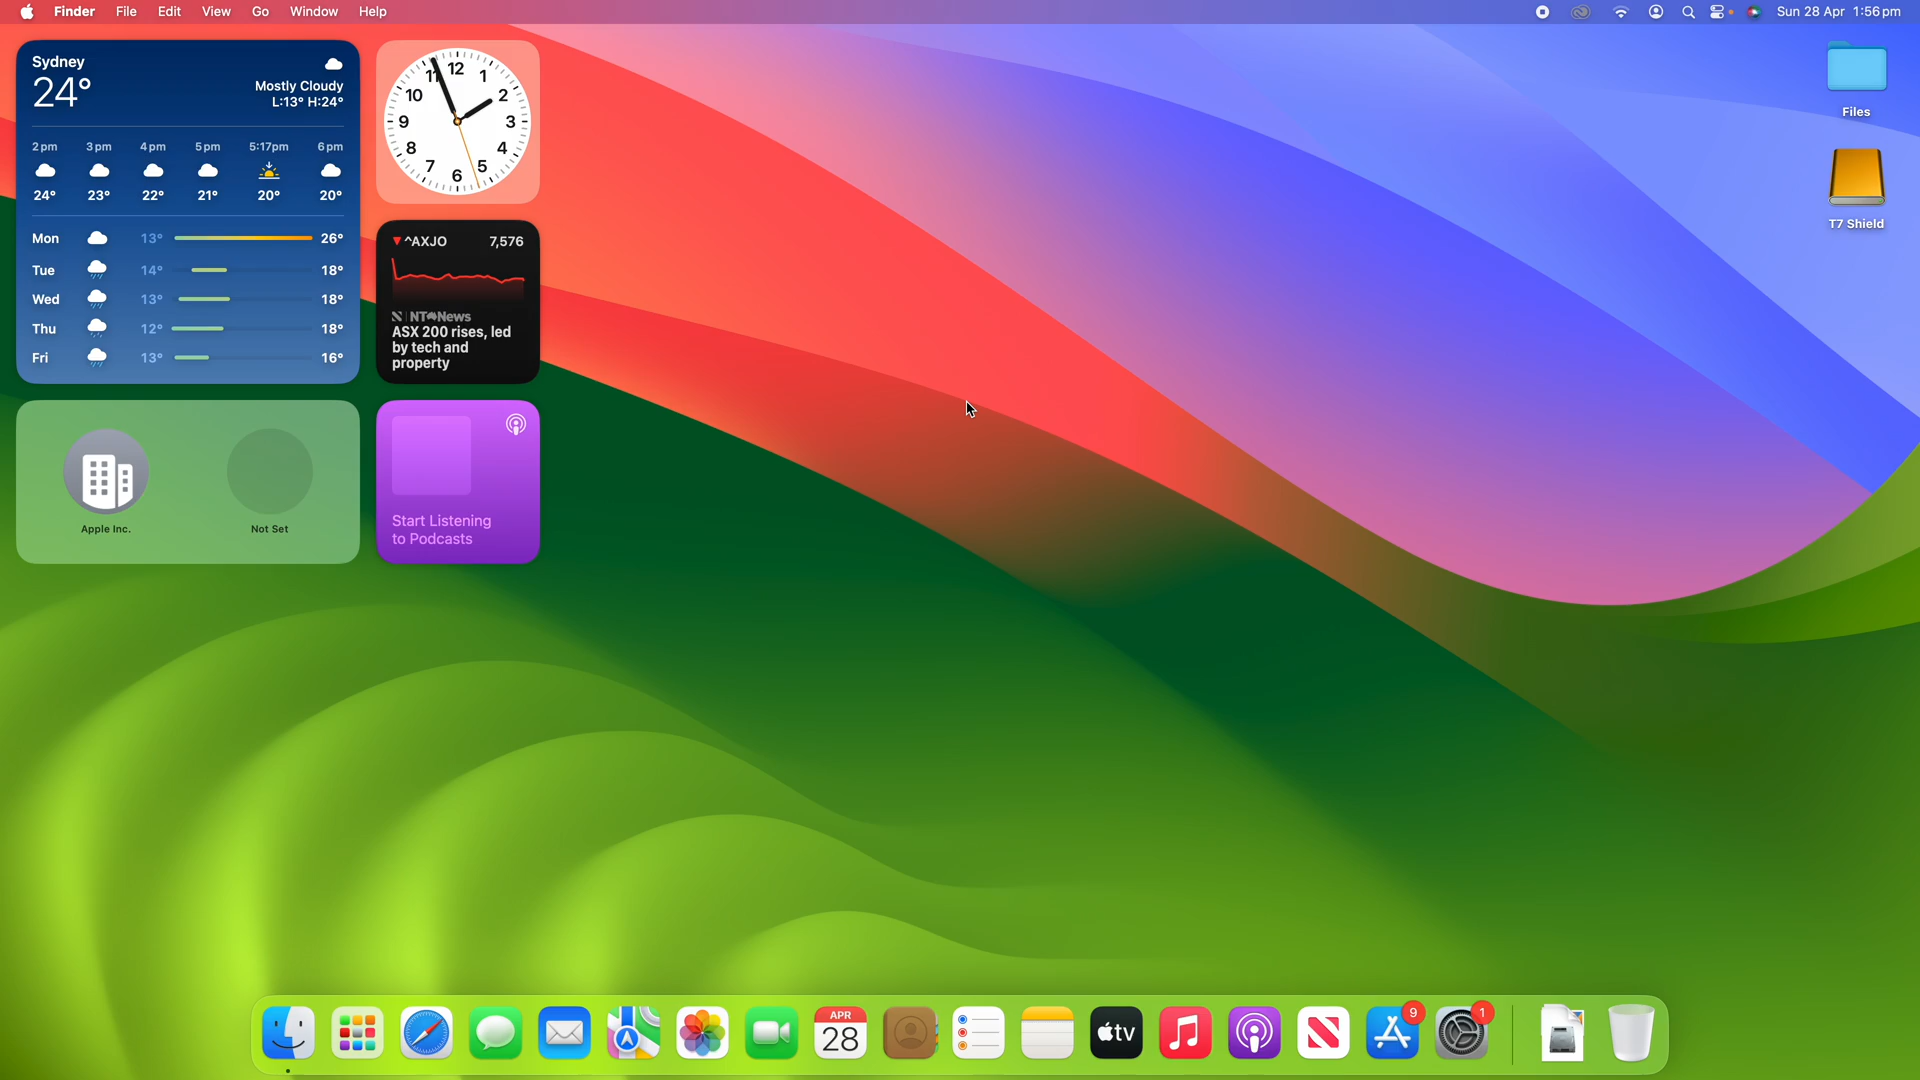 Finder File Edit View Go Window Help
Sun 28 Apr 1:56 pm
Sydney
24°
Mostly Cloudy
L:13° H:24°
2 pm 3 pm 4 pm 5 pm 5:17pm 6 pm
24° 23° 22° 21° 20° 20°
Mon 13° 26°
Tue 14° 18°
Wed 13° 18°
Thu 12° 18°
Fri 13° 16°
12
1
2
3
4
5
6
7
8
9
10
11
^AXJO 7,576
NT News
ASX 200 rises, led
by tech and
property
Apple Inc. Not Set
Start Listening
to Podcasts
Files
T7 Shield
APR
28
tv
9
1